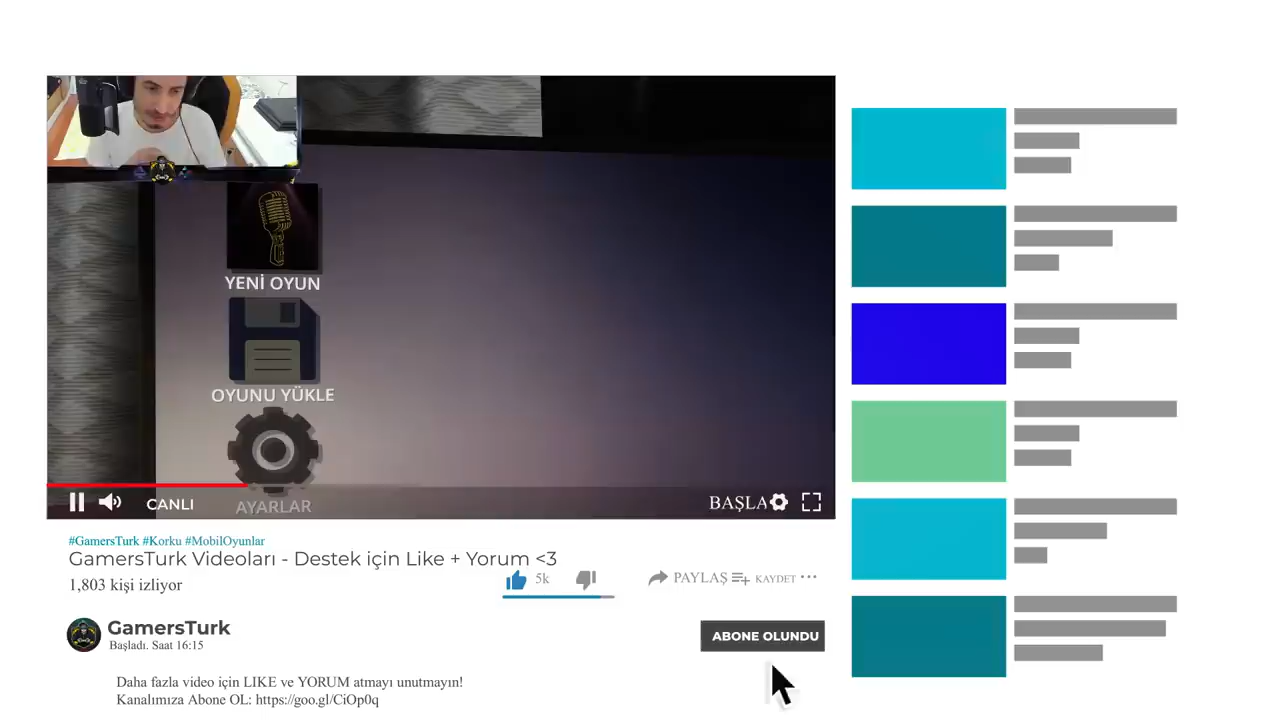 YENİ OYUN
OYUNU YÜKLE
AYARLAR
CANLI
BAŞLA
#GamersTurk #Korku #MobilOyunlar
GamersTurk Videoları - Destek için Like + Yorum <3
1,803 kişi izliyor
5k
PAYLAŞ
KAYDET
GamersTurk
Başladı. Saat 16:15
ABONE OLUNDU
Daha fazla video için LIKE ve YORUM atmayı unutmayın!
Kanalımıza Abone OL: https://goo.gl/CiOp0q